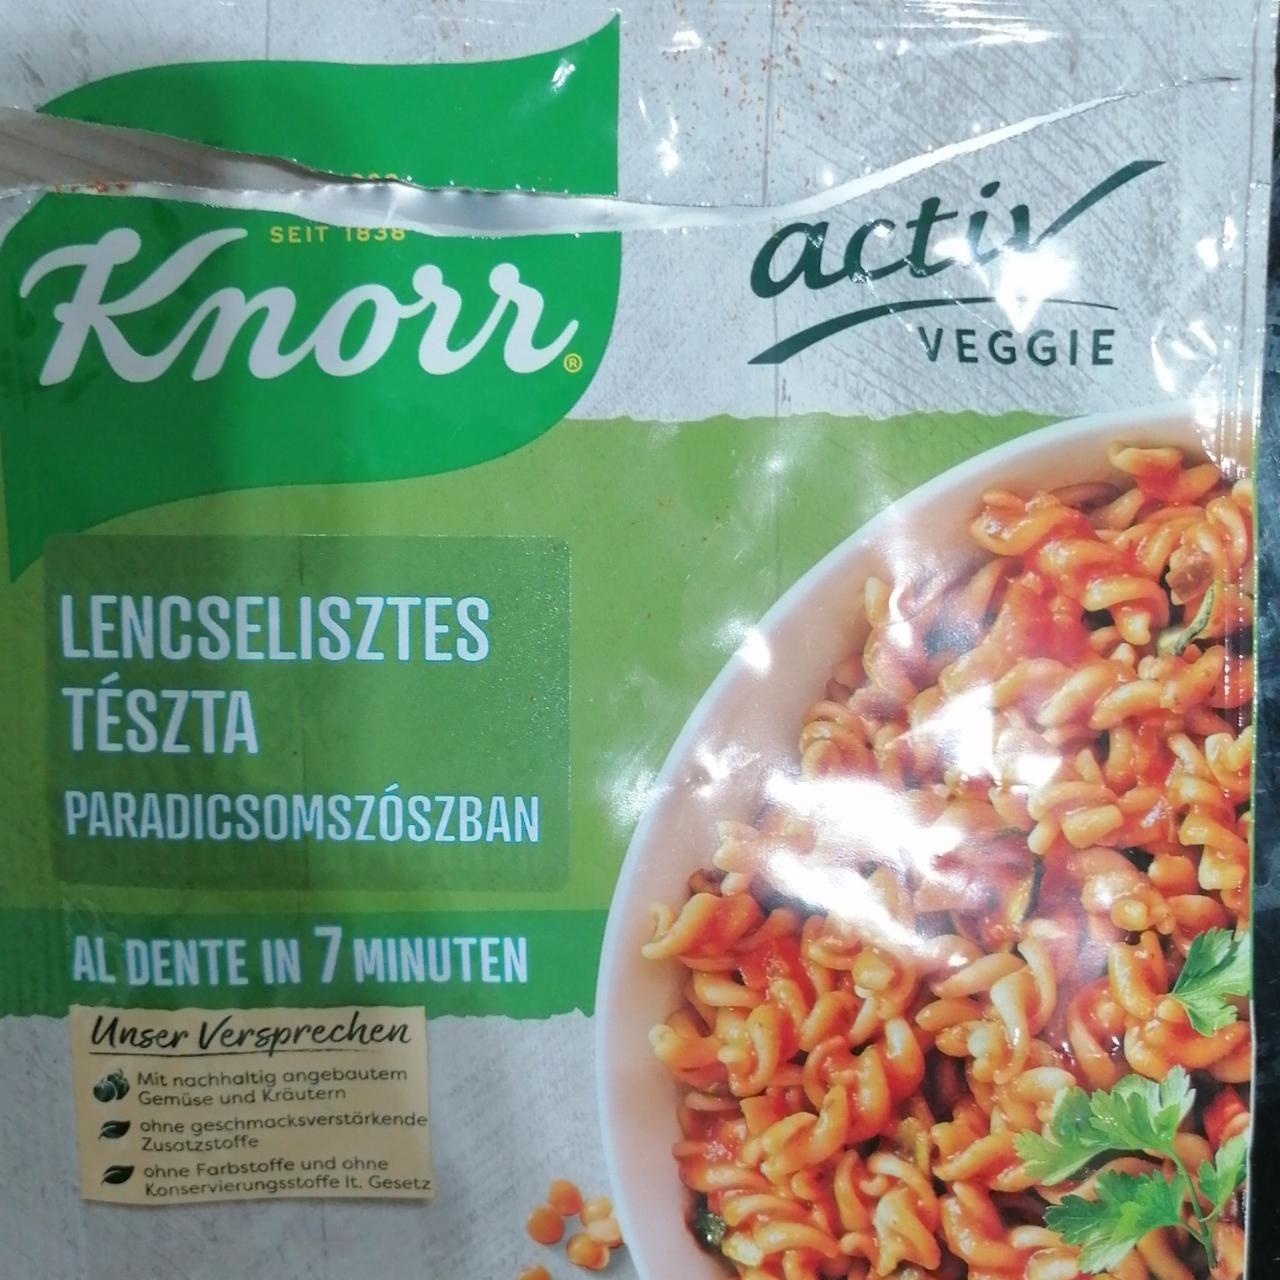 SEIT 1838
Knorr®
activ
VEGGIE
LENCSELISZTES
TÉSZTA
PARADICSOMSZÓSZBAN
AL DENTE IN 7 MINUTEN
Unser Versprechen
Mit nachhaltig angebautem
Gemüse und Kräutern
ohne geschmacksverstärkende
Zusatzstoffe
ohne Farbstoffe und ohne
Konservierungsstoffe lt. Gesetz